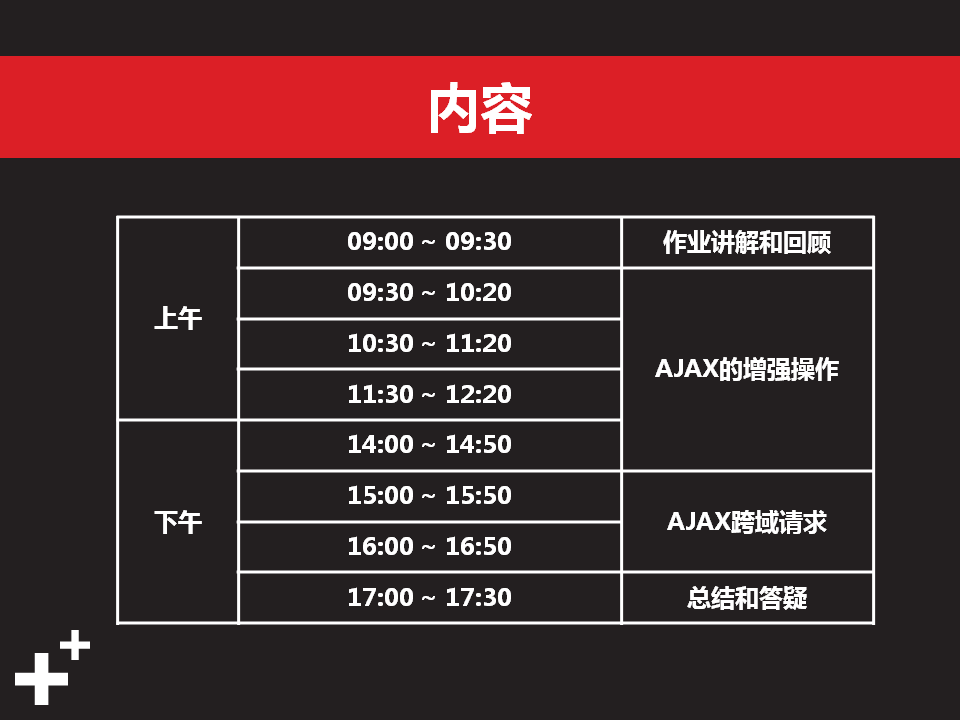 内容
上午
09:00 ~ 09:30
作业讲解和回顾
09:30 ~ 10:20
AJAX的增强操作
10:30 ~ 11:20
11:30 ~ 12:20
下午
14:00 ~ 14:50
15:00 ~ 15:50
AJAX跨域请求
16:00 ~ 16:50
17:00 ~ 17:30
总结和答疑